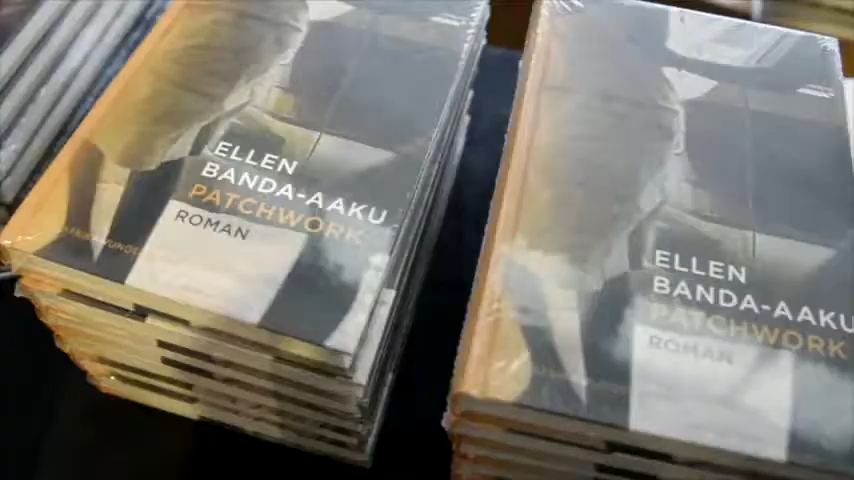 ELLEN
BANDA-AAKU
PATCHWORK
ROMAN
ELLEN
BANDA-AAKU
PATCHWORK
ROMAN